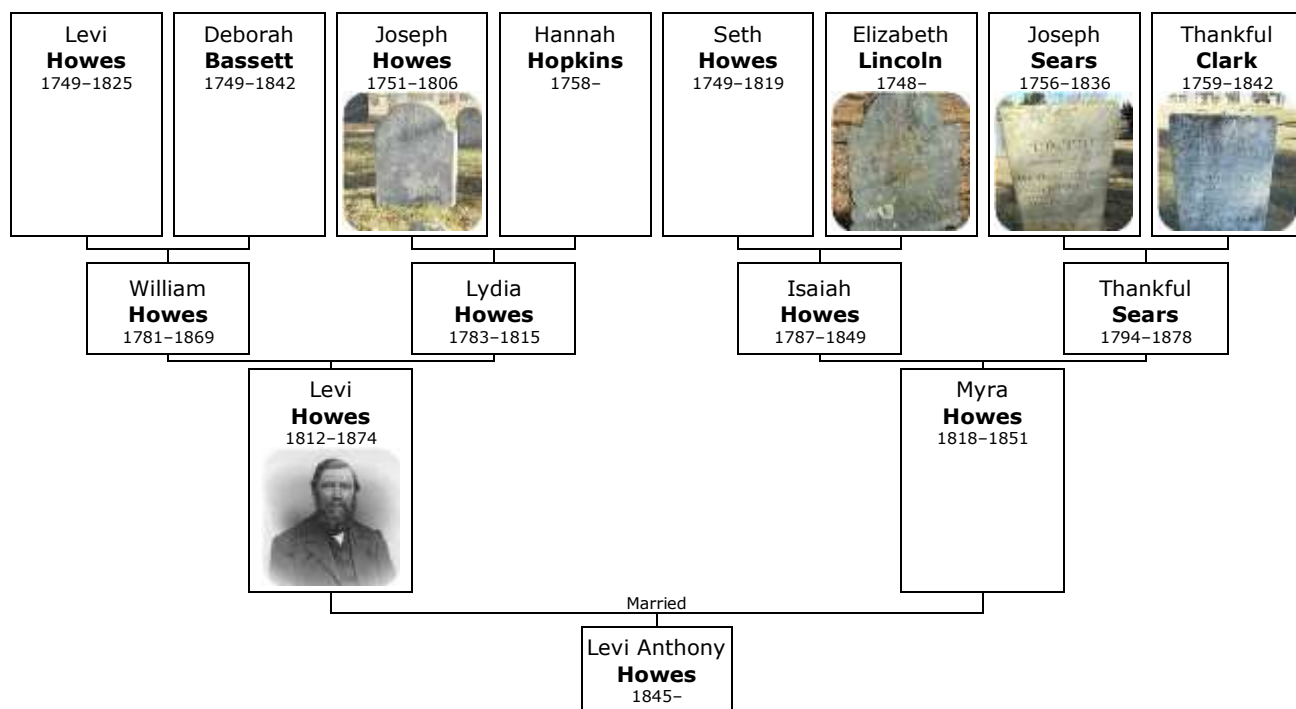 Levi
Howes
1749–1825
Deborah
Bassett
1749–1842
Joseph
Howes
1751–1806
Hannah
Hopkins
1758–
Seth
Howes
1749–1819
Elizabeth
Lincoln
1748–
Joseph
Sears
1756–1836
Thankful
Clark
1759–1842
William
Howes
1781–1869
Lydia
Howes
1783–1815
Isaiah
Howes
1787–1849
Thankful
Sears
1794–1878
Levi
Howes
1812–1874
Myra
Howes
1818–1851
Married
Levi Anthony
Howes
1845–